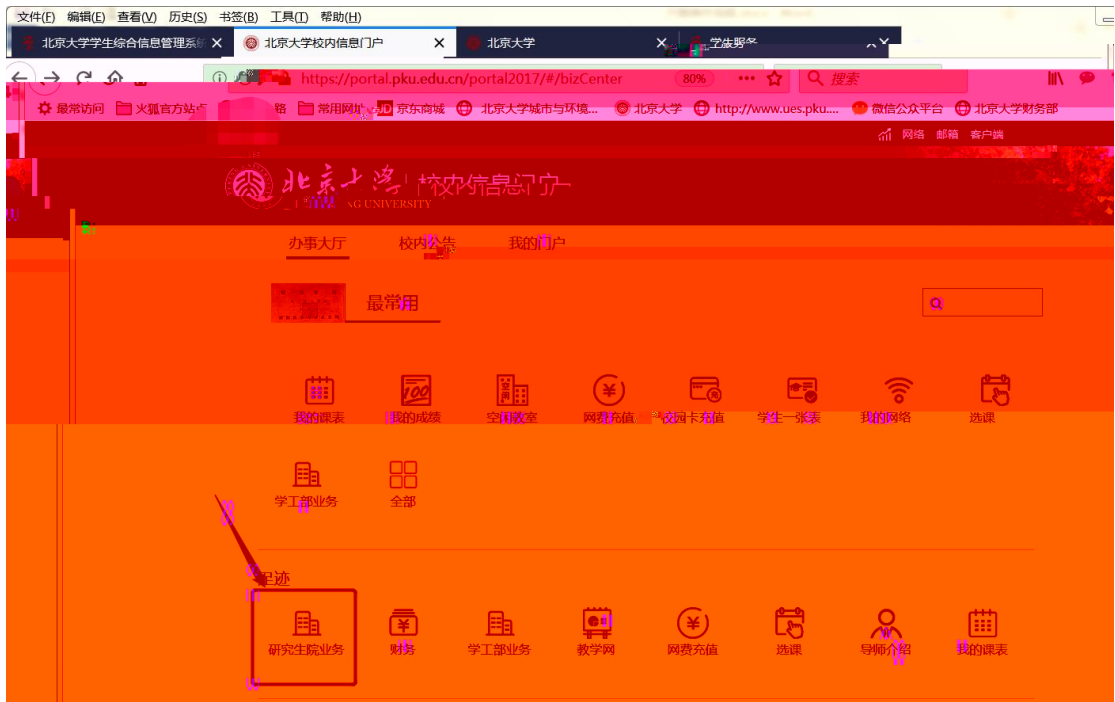 文件(F) 编辑(E) 查看(V) 历史(S) 书签(B) 工具(T) 帮助(H)
北京大学学生综合信息管理系统 北京大学校内信息门户 北京大学
https://portal.pku.edu.cn/portal2017/#/bizCenter 80% 搜索
最常访问 火狐官方站点 常用网址 JD 京东商城 北京大学城市与环境... 北京大学 http://www.ues.pku.... 微信公众平台 北京大学财务部
网络 邮箱 客户端
北京大学 校内信息门户
UNIVERSITY
办事大厅 校内公告 我的门户
最常用
我的课表 我的成绩 空闲教室 网费充值 校园卡充值 学生一张表 我的网络 选课
学工部业务 全部
足迹
研究生院业务 财务 学工部业务 教学网 网费充值 选课 导师介绍 我的课表